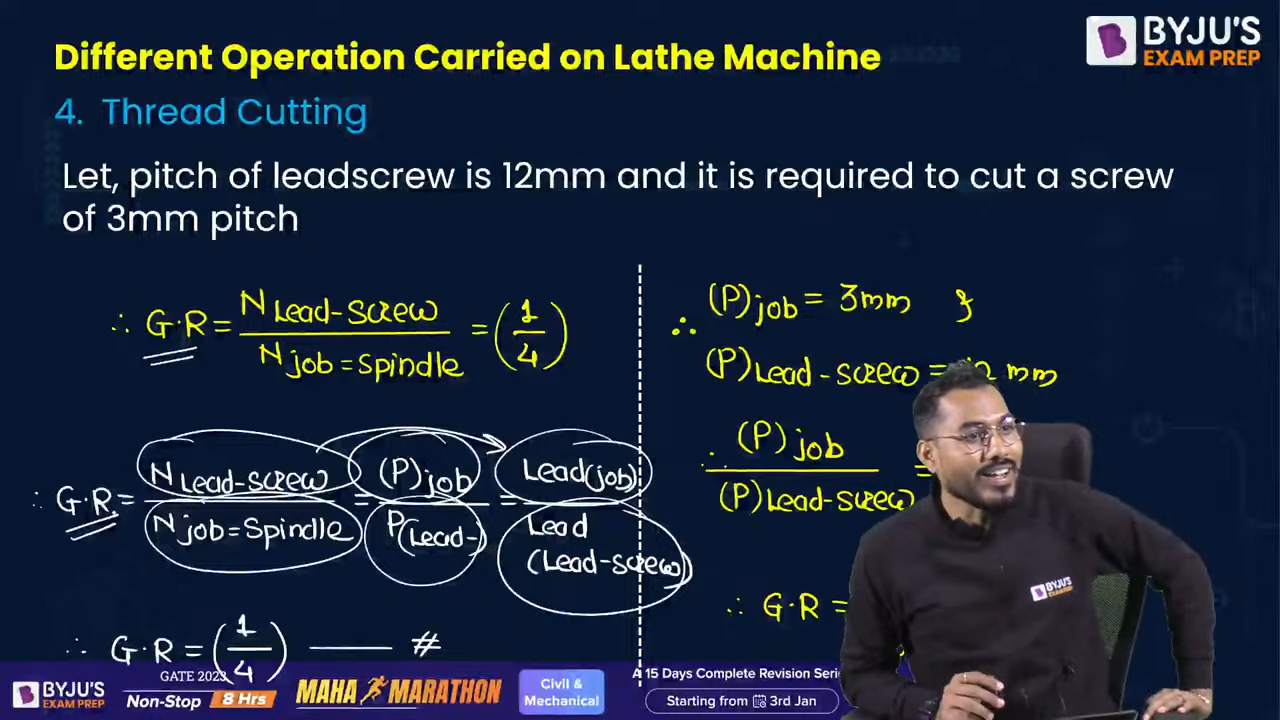 Different Operation Carried on Lathe Machine
BYJU'S
EXAM PREP
4. Thread Cutting
Let, pitch of leadscrew is 12mm and it is required to cut a screw
of 3mm pitch
∴ G.R = N Lead-screw / N job = spindle = (1/4)
∴ G.R. = N Lead-screw / N job = Spindle = (P) job / P(Lead-) = Lead(job) / Lead (Lead-screw)
∴ G.R = (1/4) —— #
∴ (P) job = 3mm &
(P) Lead-screw = mm
∴ (P) job / (P) Lead-screw =
∴ G.R =
BYJU'S
EXAM PREP
GATE 2023
Non-Stop 8 Hrs
MAHA MARATHON
Civil &
Mechanical
A 15 Days Complete Revision Seri
Starting from 3rd Jan
BYJU'S